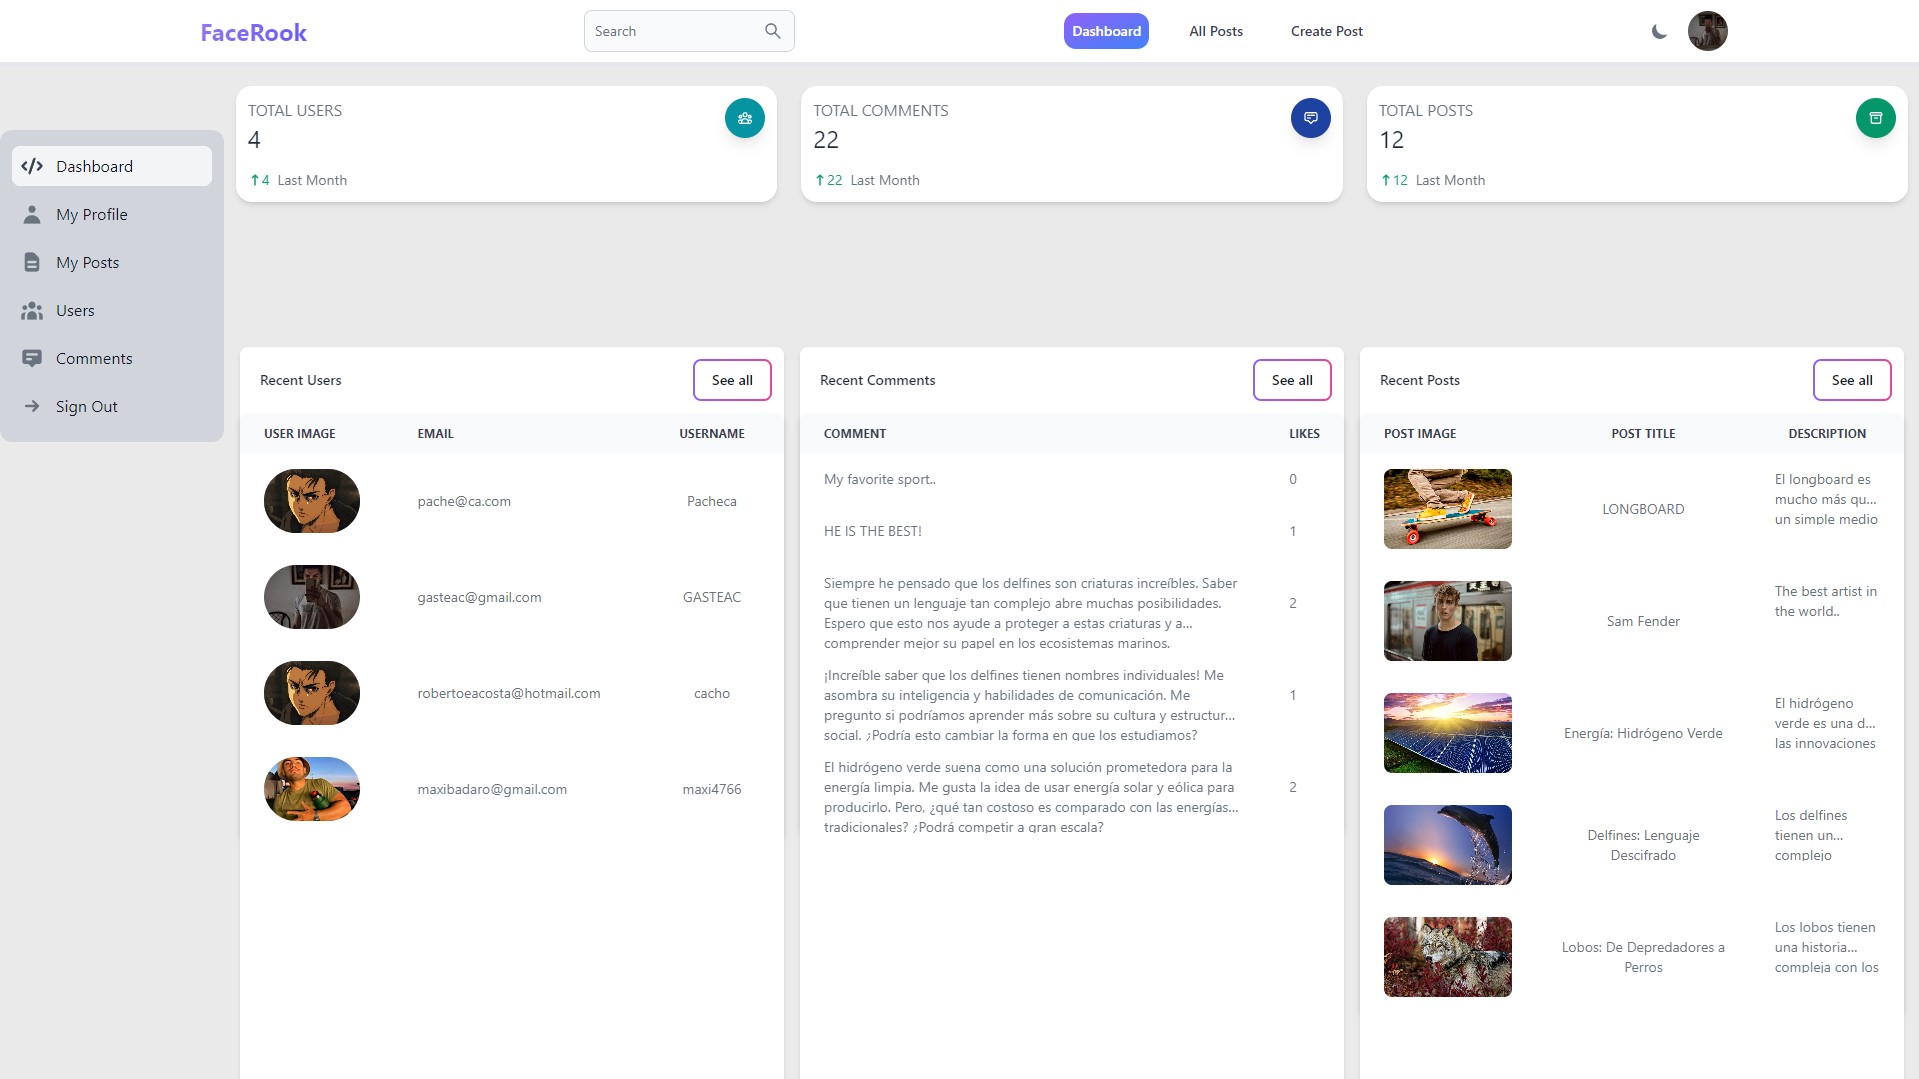 FaceRook
Search
Dashboard
All Posts
Create Post
Dashboard
My Profile
My Posts
Users
Comments
Sign Out
TOTAL USERS
4
4 Last Month
TOTAL COMMENTS
22
22 Last Month
TOTAL POSTS
12
12 Last Month
Recent Users
See all
USER IMAGE EMAIL USERNAME
pache@ca.com Pacheca
gasteac@gmail.com GASTEAC
robertoeacosta@hotmail.com cacho
maxibadaro@gmail.com maxi4766
Recent Comments
See all
COMMENT LIKES
My favorite sport.. 0
HE IS THE BEST! 1
Siempre he pensado que los delfines son criaturas increíbles. Saber
que tienen un lenguaje tan complejo abre muchas posibilidades.
Espero que esto nos ayude a proteger a estas criaturas y a...
comprender mejor su papel en los ecosistemas marinos.
2
¡Increíble saber que los delfines tienen nombres individuales! Me
asombra su inteligencia y habilidades de comunicación. Me
pregunto si podríamos aprender más sobre su cultura y estructur...
social. ¿Podría esto cambiar la forma en que los estudiamos?
1
El hidrógeno verde suena como una solución prometedora para la
energía limpia. Me gusta la idea de usar energía solar y eólica para
producirlo. Pero, ¿qué tan costoso es comparado con las energías...
tradicionales? ¿Podrá competir a gran escala?
2
Recent Posts
See all
POST IMAGE POST TITLE DESCRIPTION
LONGBOARD
El longboard es
mucho más qu...
un simple medio
Sam Fender
The best artist in
the world..
Energía: Hidrógeno Verde
El hidrógeno
verde es una d...
las innovaciones
Delfines: Lenguaje
Descifrado
Los delfines
tienen un...
complejo
Lobos: De Depredadores a
Perros
Los lobos tienen
una historia...
compleja con los